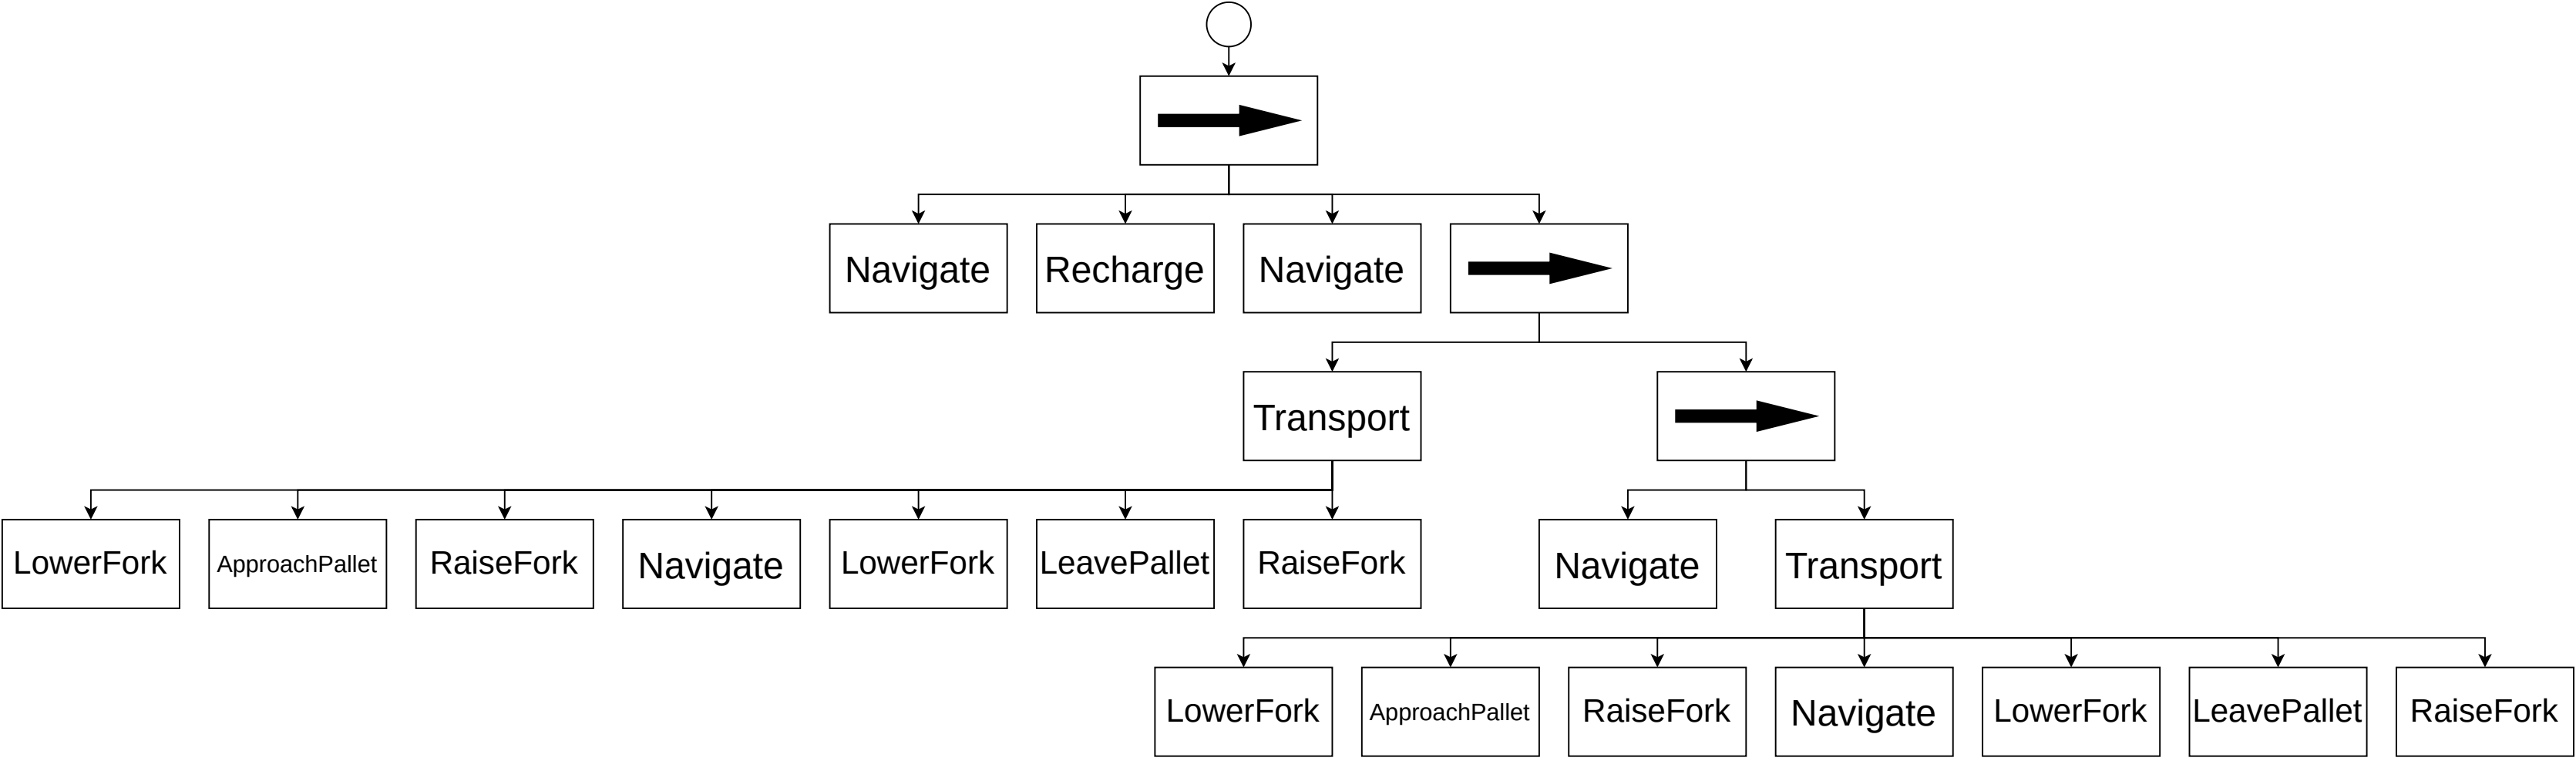 Navigate
Recharge
Navigate
Transport
LowerFork
ApproachPallet
RaiseFork
Navigate
LowerFork
LeavePallet
RaiseFork
Navigate
Transport
LowerFork
ApproachPallet
RaiseFork
Navigate
LowerFork
LeavePallet
RaiseFork